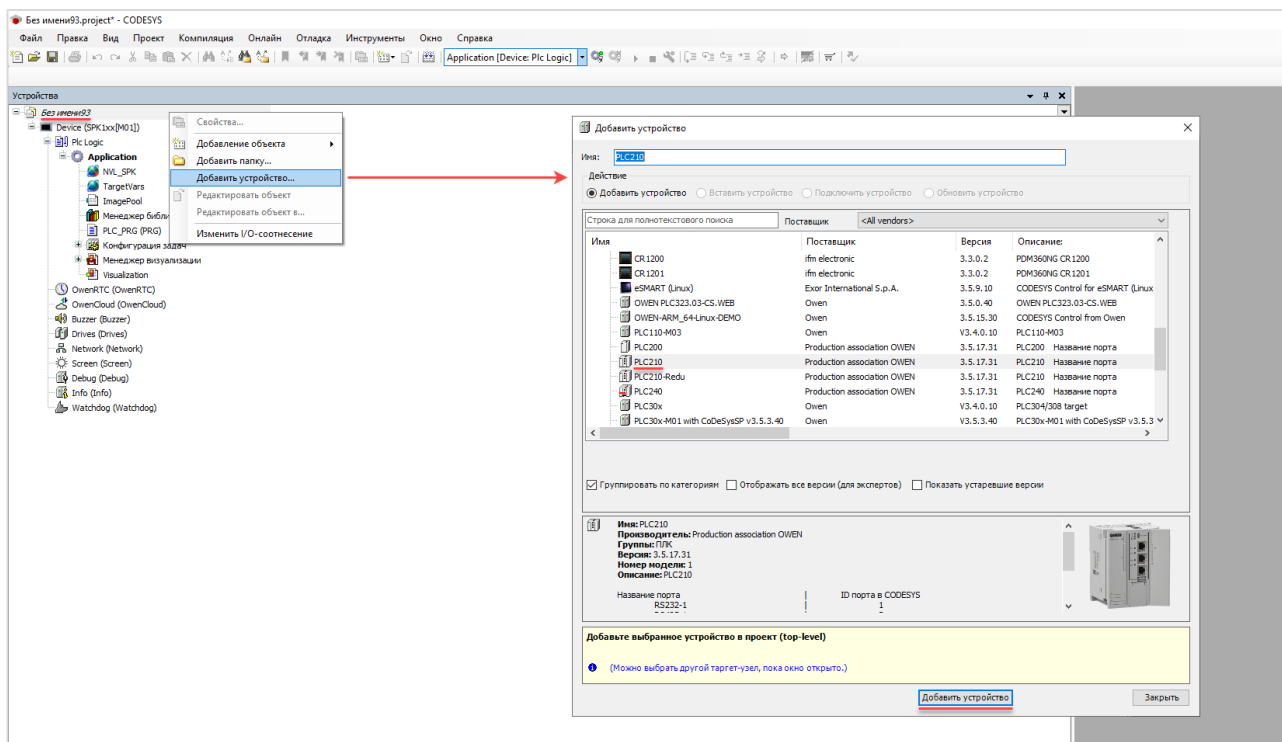 Без имени93.project* - CODESYS
Файл Правка Вид Проект Компиляция Онлайн Отладка Инструменты Окно Справка
Application [Device: Plc Logic]
Устройства
Без имени93
Device (SPK1xx[M01])
Plc Logic
Application
NVL_SPK
TargetVars
ImagePool
Менеджер библи
PLC_PRG (PRG)
Конфигурация задач
Менеджер визуализации
Visualization
OwenRTC (OwenRTC)
OwenCloud (OwenCloud)
Buzzer (Buzzer)
Drives (Drives)
Network (Network)
Screen (Screen)
Debug (Debug)
Info (Info)
Watchdog (Watchdog)
Свойства...
Добавление объекта
Добавить папку...
Добавить устройство...
Редактировать объект
Редактировать объект в...
Изменить I/O-соотнесение
Добавить устройство
Имя: PLC210
Действие
Добавить устройство Вставить устройство Подключить устройство Обновить устройство
Строка для полнотекстового поиска Поставщик <All vendors>
Имя Поставщик Версия Описание:
CR1200 ifm electronic 3.3.0.2 PDM360NG CR1200
CR1201 ifm electronic 3.3.0.2 PDM360NG CR1201
eSMART (Linux) Exor International S.p.A. 3.5.9.10 CODESYS Control for eSMART (Linux
OWEN PLC323.03-CS.WEB Owen 3.5.0.40 OWEN PLC323.03-CS.WEB
OWEN-ARM_64-Linux-DEMO Owen 3.5.15.30 CODESYS Control from Owen
PLC110-M03 Owen V3.4.0.10 PLC110-M03
PLC200 Production association OWEN 3.5.17.31 PLC200 Название порта
PLC210 Production association OWEN 3.5.17.31 PLC210 Название порта
PLC210-Redu Production association OWEN 3.5.17.31 PLC210 Название порта
PLC240 Production association OWEN 3.5.17.31 PLC240 Название порта
PLC30x Owen V3.4.0.10 PLC304/308 target
PLC30x-M01 with CoDeSysSP v3.5.3.40 Owen V3.5.3.40 PLC30x-M01 with CoDeSysSP v3.5.3
Группировать по категориям Отображать все версии (для экспертов) Показать устаревшие версии
Имя: PLC210
Производитель: Production association OWEN
Группы: ПЛК
Версия: 3.5.17.31
Номер модели: 1
Описание: PLC210
Название порта | ID порта в CODESYS
RS232-1 | 1
Добавьте выбранное устройство в проект (top-level)
(Можно выбрать другой таргет-узел, пока окно открыто.)
Добавить устройство Закрыть